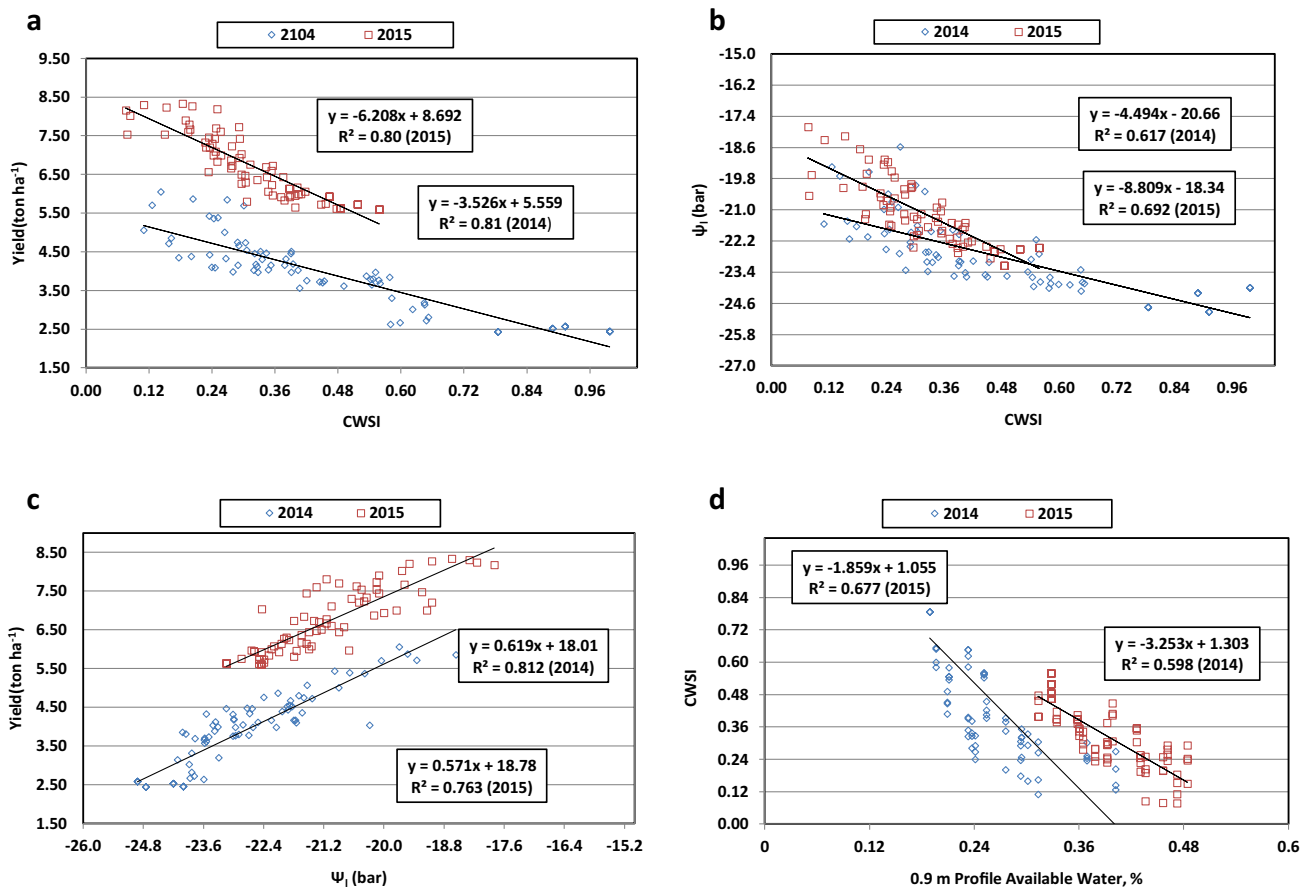 a
2104 2015
Yield(ton ha⁻¹)
9.50
8.50
7.50
6.50
5.50
4.50
3.50
2.50
1.50
y = -6.208x + 8.692
R² = 0.80 (2015)
y = -3.526x + 5.559
R² = 0.81 (2014)
0.00 0.12 0.24 0.36 0.48 0.60 0.72 0.84 0.96
CWSI
b
2014 2015
Ψl (bar)
-15.0
-16.2
-17.4
-18.6
-19.8
-21.0
-22.2
-23.4
-24.6
-25.8
-27.0
y = -4.494x - 20.66
R² = 0.617 (2014)
y = -8.809x - 18.34
R² = 0.692 (2015)
0.00 0.12 0.24 0.36 0.48 0.60 0.72 0.84 0.96
CWSI
c
2014 2015
Yield(ton ha⁻¹)
8.50
7.50
6.50
5.50
4.50
3.50
2.50
1.50
y = 0.619x + 18.01
R² = 0.812 (2014)
y = 0.571x + 18.78
R² = 0.763 (2015)
-26.0 -24.8 -23.6 -22.4 -21.2 -20.0 -18.8 -17.6 -16.4 -15.2
Ψl (bar)
d
2014 2015
CWSI
0.96
0.84
0.72
0.60
0.48
0.36
0.24
0.12
0.00
y = -1.859x + 1.055
R² = 0.677 (2015)
y = -3.253x + 1.303
R² = 0.598 (2014)
0 0.12 0.24 0.36 0.48 0.6
0.9 m Profile Available Water, %